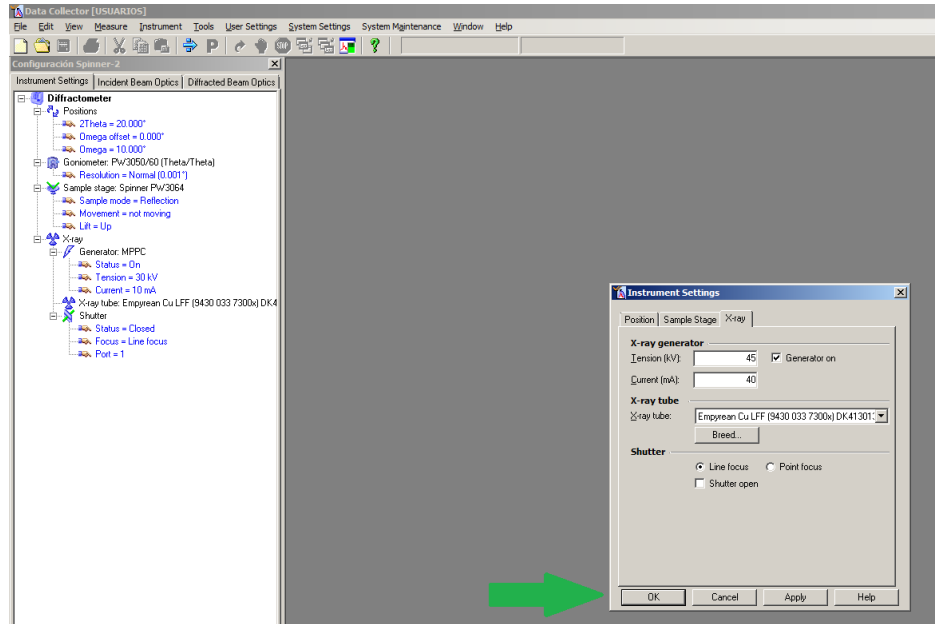 Data Collector [USUARIOS]
File Edit View Measure Instrument Tools User Settings System Settings System Maintenance Window Help
Configuración Spinner-2
Instrument Settings Incident Beam Optics Diffracted Beam Optics
Diffractometer
Positions
2Theta = 20.000°
Omega offset = 0.000°
Omega = 10.000°
Goniometer: PW3050/60 (Theta/Theta)
Resolution = Normal (0.001°)
Sample stage: Spinner PW3064
Sample mode = Reflection
Movement = not moving
Lift = Up
X-ray
Generator: MPPC
Status = On
Tension = 30 kV
Current = 10 mA
X-ray tube: Empyrean Cu LFF (9430 033 7300x) DK4
Shutter
Status = Closed
Focus = Line focus
Port = 1
Instrument Settings
Position Sample Stage X-ray
X-ray generator
Tension (kV): 45 Generator on
Current (mA): 40
X-ray tube
X-ray tube: Empyrean Cu LFF (9430 033 7300x) DK41301:
Breed...
Shutter
Line focus Point focus
Shutter open
OK Cancel Apply Help